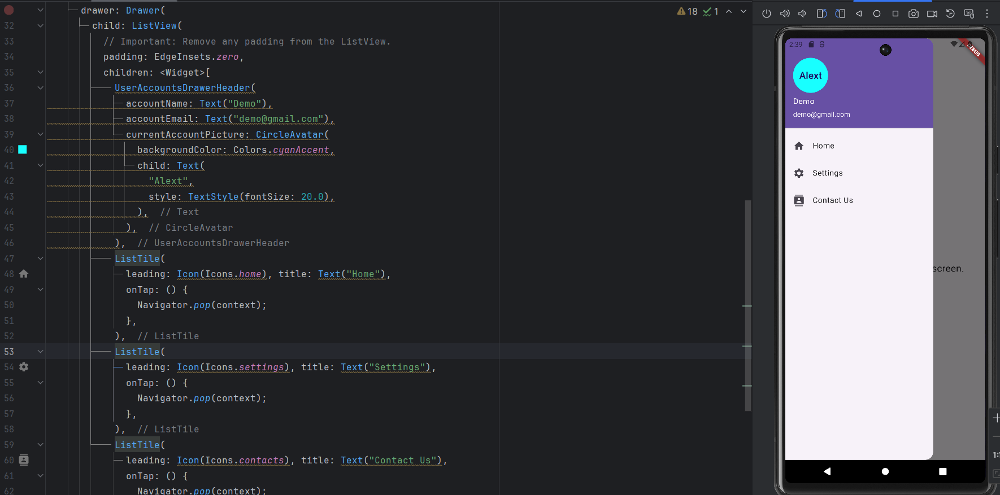 drawer: Drawer(
18 1
32 child: ListView(
33 // Important: Remove any padding from the ListView.
34 padding: EdgeInsets.zero,
35 children: <Widget>[
36 UserAccountsDrawerHeader(
37 accountName: Text("Demo"),
38 accountEmail: Text("demo@gmail.com"),
39 currentAccountPicture: CircleAvatar(
40 backgroundColor: Colors.cyanAccent,
41 child: Text(
42 "Alext",
43 style: TextStyle(fontSize: 20.0),
44 ), // Text
45 ), // CircleAvatar
46 ), // UserAccountsDrawerHeader
47 ListTile(
48 leading: Icon(Icons.home), title: Text("Home"),
49 onTap: () {
50 Navigator.pop(context);
51 },
52 ), // ListTile
53 ListTile(
54 leading: Icon(Icons.settings), title: Text("Settings"),
55 onTap: () {
56 Navigator.pop(context);
57 },
58 ), // ListTile
59 ListTile(
60 leading: Icon(Icons.contacts), title: Text("Contact Us"),
61 onTap: () {
62 Navigator.pop(context);
2:39
DEBUG
Alext
Demo
demo@gmail.com
Home
Settings
Contact Us
screen.